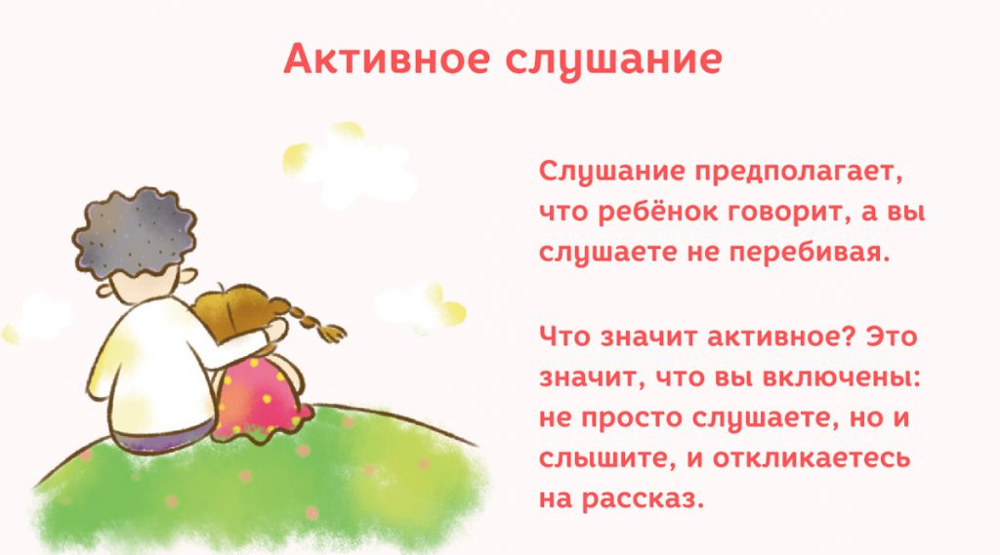 Активное слушание
Слушание предполагает,
что ребёнок говорит, а вы
слушаете не перебивая.
Что значит активное? Это
значит, что вы включены:
не просто слушаете, но и
слышите, и откликаетесь
на рассказ.